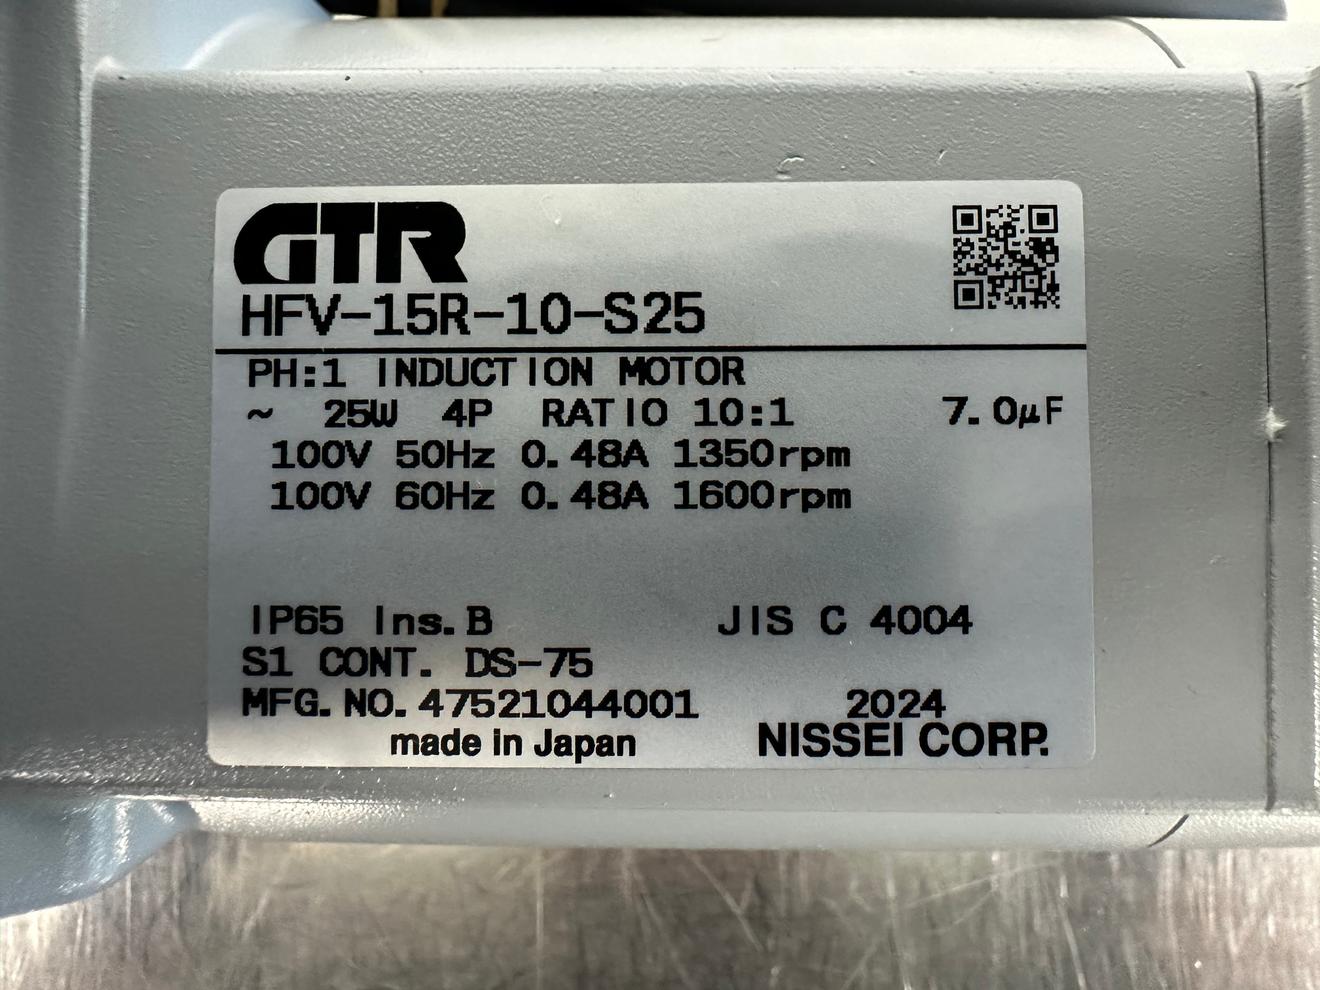 GTR
HFV-15R-10-S25
PH:1 INDUCTION MOTOR
~ 25W 4P RATIO 10:1 7.0μF
100V 50Hz 0.48A 1350rpm
100V 60Hz 0.48A 1600rpm
IP65 Ins.B JIS C 4004
S1 CONT. DS-75
MFG.NO.47521044001 2024
made in Japan NISSEI CORP.